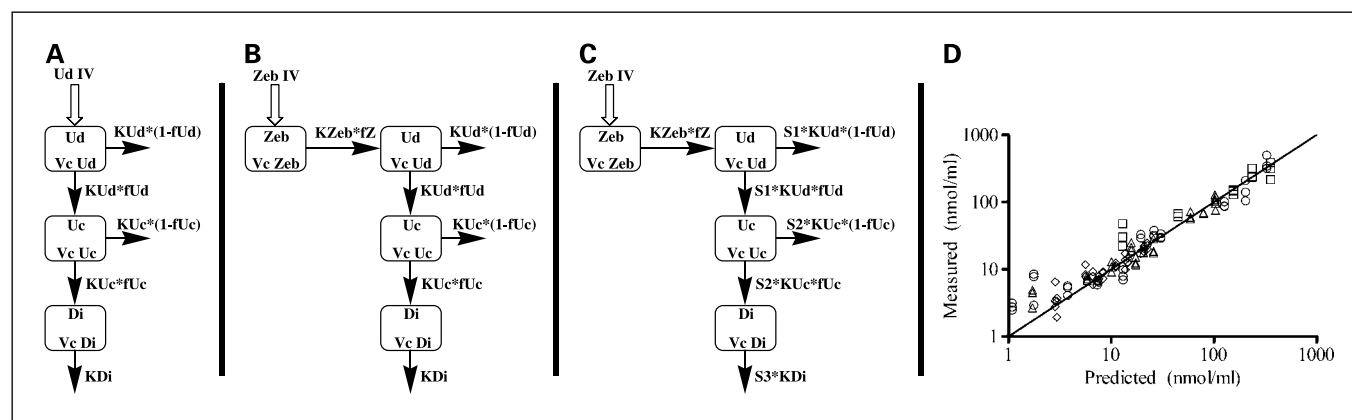 A
Ud IV
Ud
Vc Ud
KUd*(1-fUd)
KUd*fUd
Uc
Vc Uc
KUc*(1-fUc)
KUc*fUc
Di
Vc Di
KDi
B
Zeb IV
Zeb
Vc Zeb
KZeb*fZ
Ud
Vc Ud
KUd*(1-fUd)
KUd*fUd
Uc
Vc Uc
KUc*(1-fUc)
KUc*fUc
Di
Vc Di
KDi
C
Zeb IV
Zeb
Vc Zeb
KZeb*fZ
Ud
Vc Ud
S1*KUd*(1-fUd)
S1*KUd*fUd
Uc
Vc Uc
S2*KUc*(1-fUc)
S2*KUc*fUc
Di
Vc Di
S3*KDi
D
Measured (nmol/ml)
1000
100
10
1
1 10 100 1000
Predicted (nmol/ml)